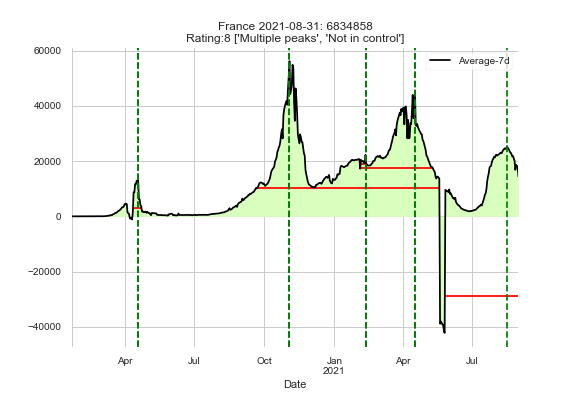 France 2021-08-31: 6834858
Rating:8 ['Multiple peaks', 'Not in control']
Average-7d
60000
40000
20000
0
−20000
−40000
Apr
Jul
Oct
Jan
2021
Apr
Jul
Date